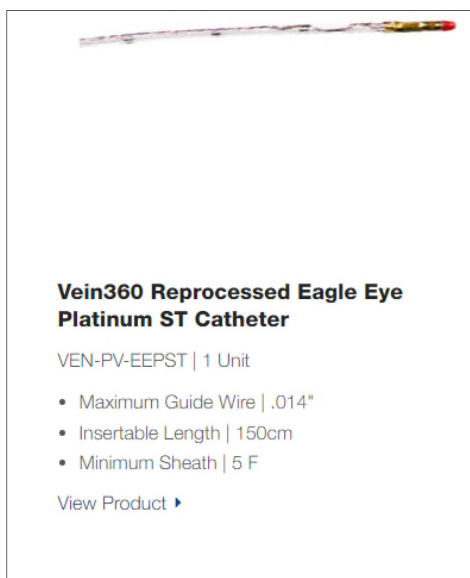 Vein360 Reprocessed Eagle Eye
Platinum ST Catheter
VEN-PV-EEPST | 1 Unit
• Maximum Guide Wire | .014"
• Insertable Length | 150cm
• Minimum Sheath | 5 F
View Product